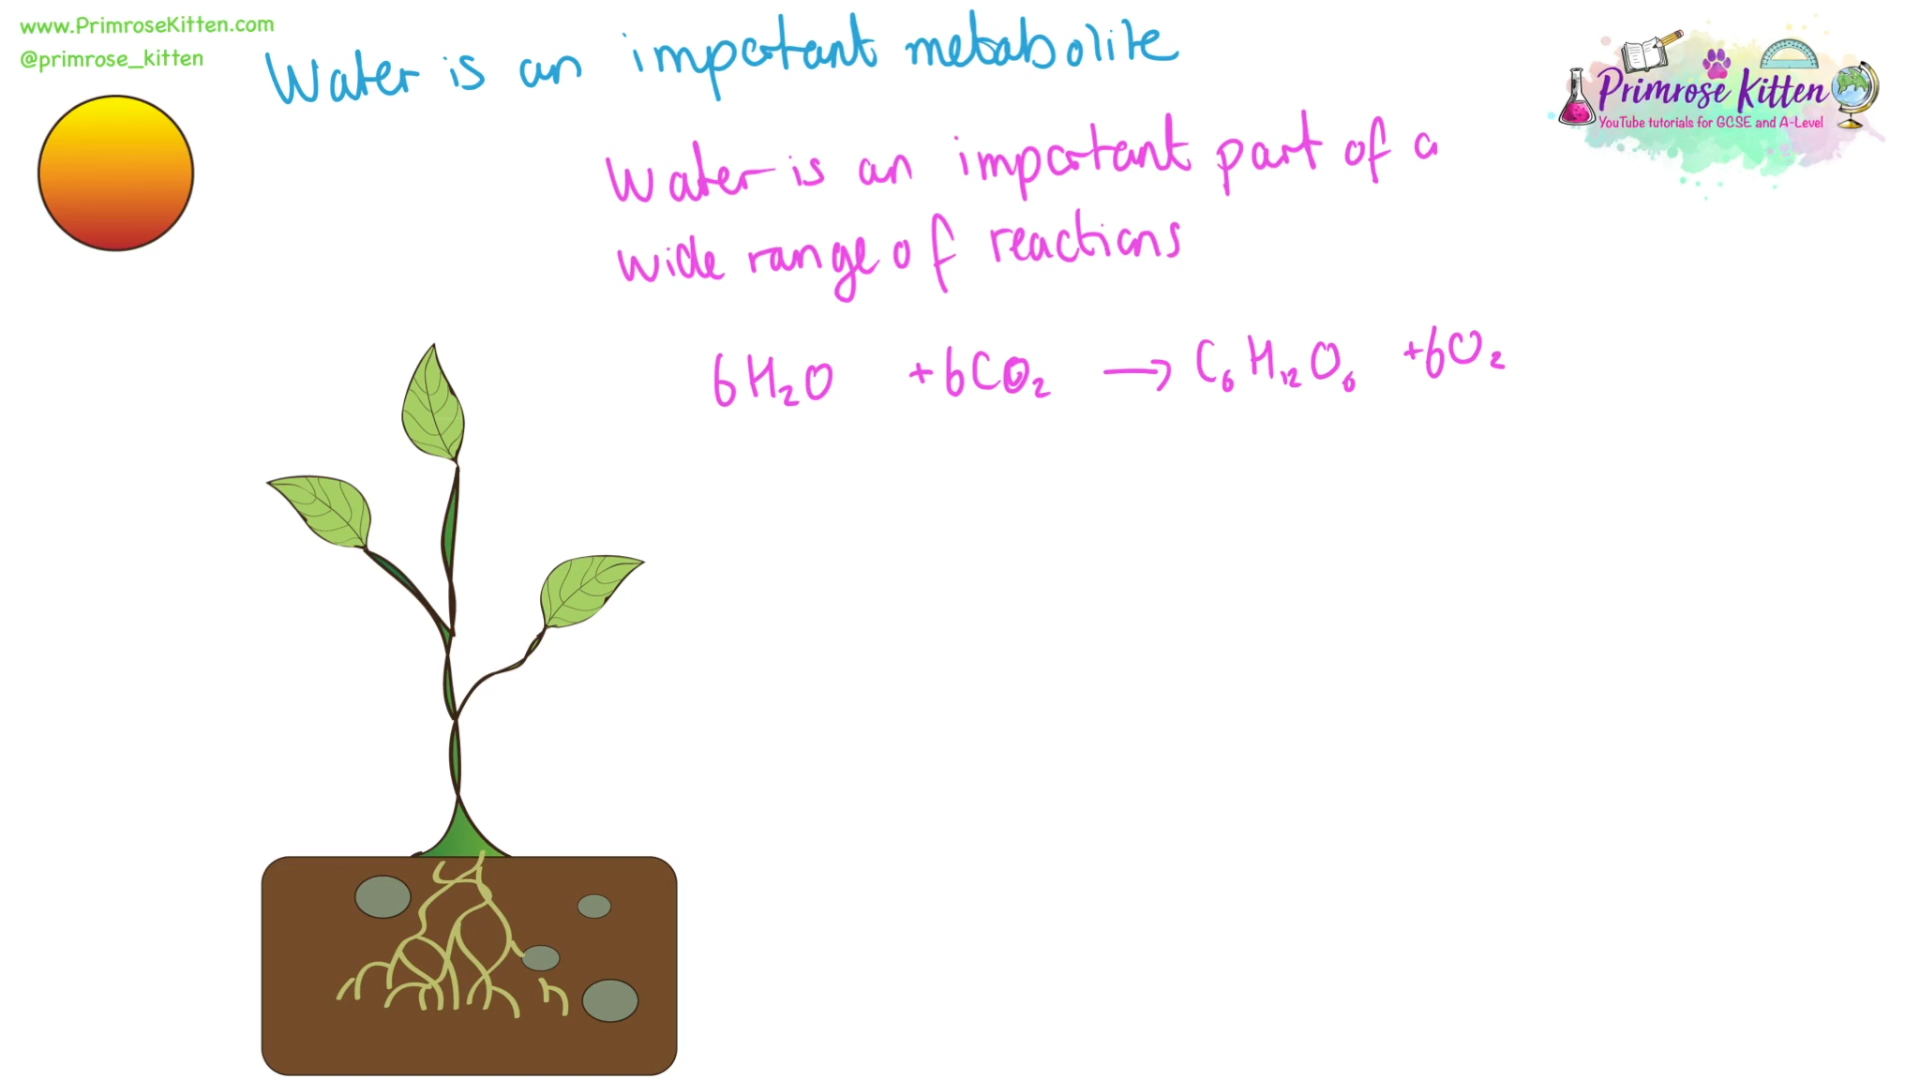 www.PrimroseKitten.com
@primrose_kitten
Water is an important metabolite
Primrose Kitten
YouTube tutorials for GCSE and A-Level
Water is an important part of a
wide range of reactions
6H₂O +6CO₂ → C₆H₁₂O₆ +6O₂